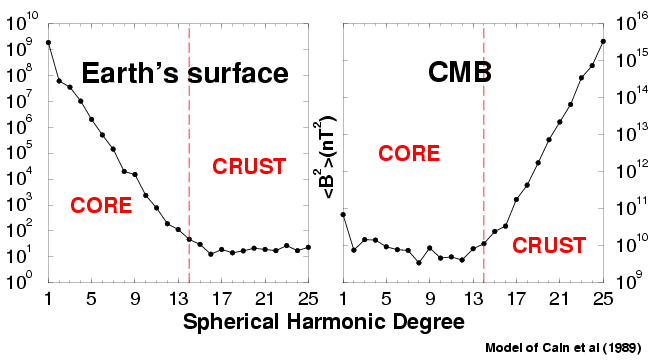 10^10
10^9
10^8
10^7
10^6
10^5
10^4
10^3
10^2
10^1
10^0
Earth's surface
CORE
CRUST
1 5 9 13 17 21 25
CMB
<B^2>(nT^2)
CORE
CRUST
10^16
10^15
10^14
10^13
10^12
10^11
10^10
10^9
1 5 9 13 17 21 25
Spherical Harmonic Degree
Model of Cain et al (1989)